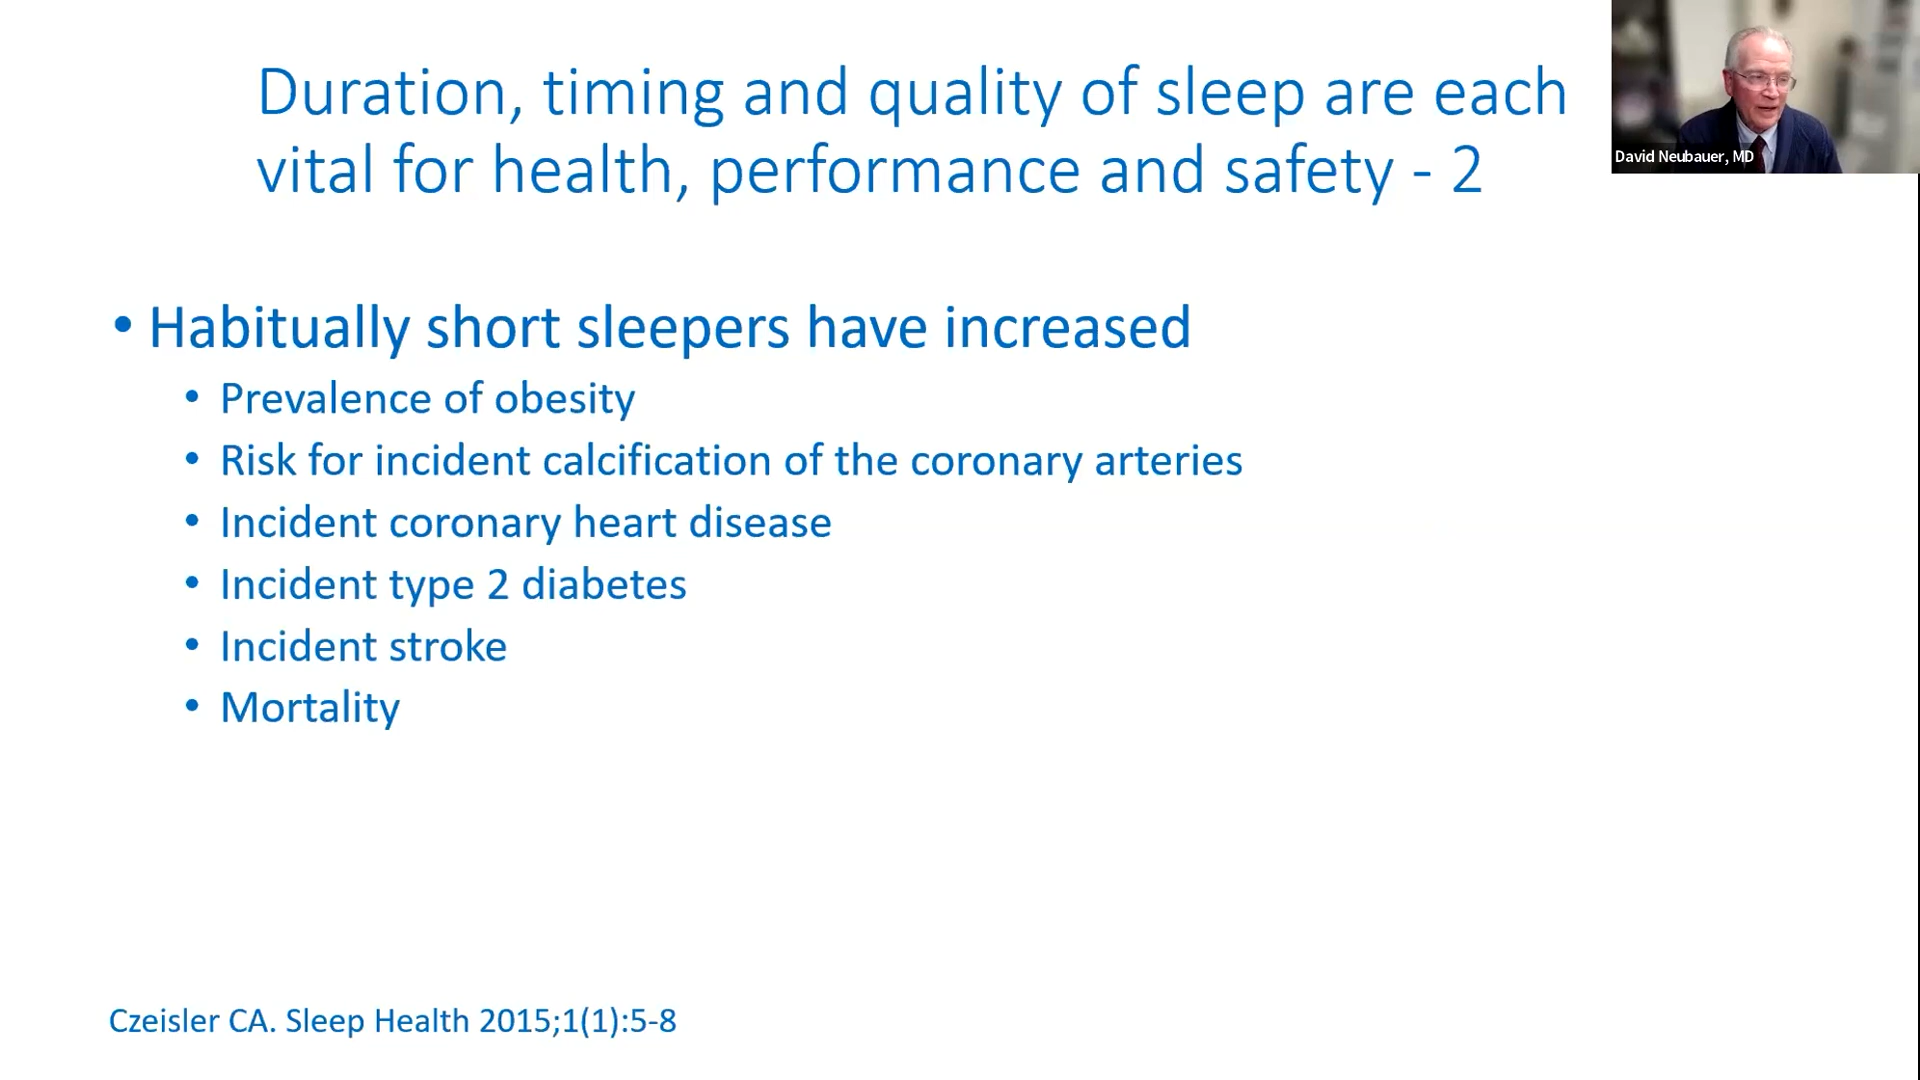 Duration, timing and quality of sleep are each
vital for health, performance and safety - 2
David Neubauer, MD
• Habitually short sleepers have increased
• Prevalence of obesity
• Risk for incident calcification of the coronary arteries
• Incident coronary heart disease
• Incident type 2 diabetes
• Incident stroke
• Mortality
Czeisler CA. Sleep Health 2015;1(1):5-8